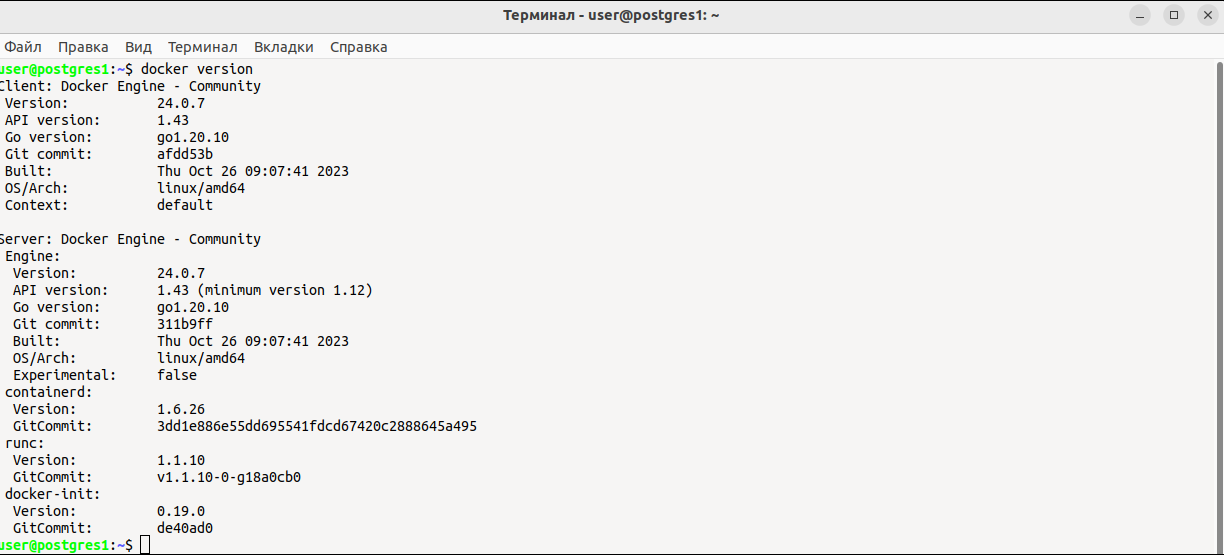 Терминал - user@postgres1: ~
Файл Правка Вид Терминал Вкладки Справка
user@postgres1:~$ docker version
Client: Docker Engine - Community
 Version:           24.0.7
 API version:       1.43
 Go version:        go1.20.10
 Git commit:        afdd53b
 Built:             Thu Oct 26 09:07:41 2023
 OS/Arch:           linux/amd64
 Context:           default

Server: Docker Engine - Community
 Engine:
  Version:          24.0.7
  API version:      1.43 (minimum version 1.12)
  Go version:       go1.20.10
  Git commit:       311b9ff
  Built:            Thu Oct 26 09:07:41 2023
  OS/Arch:          linux/amd64
  Experimental:     false
 containerd:
  Version:          1.6.26
  GitCommit:        3dd1e886e55dd695541fdcd67420c2888645a495
 runc:
  Version:          1.1.10
  GitCommit:        v1.1.10-0-g18a0cb0
 docker-init:
  Version:          0.19.0
  GitCommit:        de40ad0
user@postgres1:~$